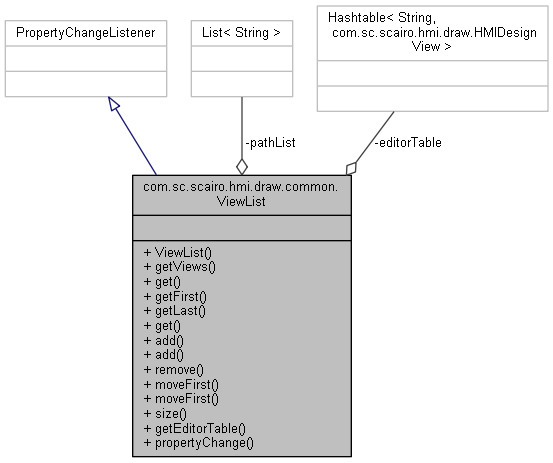 PropertyChangeListener
List< String >
Hashtable< String,
com.sc.scairo.hmi.draw.HMIDesign
View >
-pathList
-editorTable
com.sc.scairo.hmi.draw.common.
ViewList
+ ViewList()
+ getViews()
+ get()
+ getFirst()
+ getLast()
+ get()
+ add()
+ add()
+ remove()
+ moveFirst()
+ moveFirst()
+ size()
+ getEditorTable()
+ propertyChange()